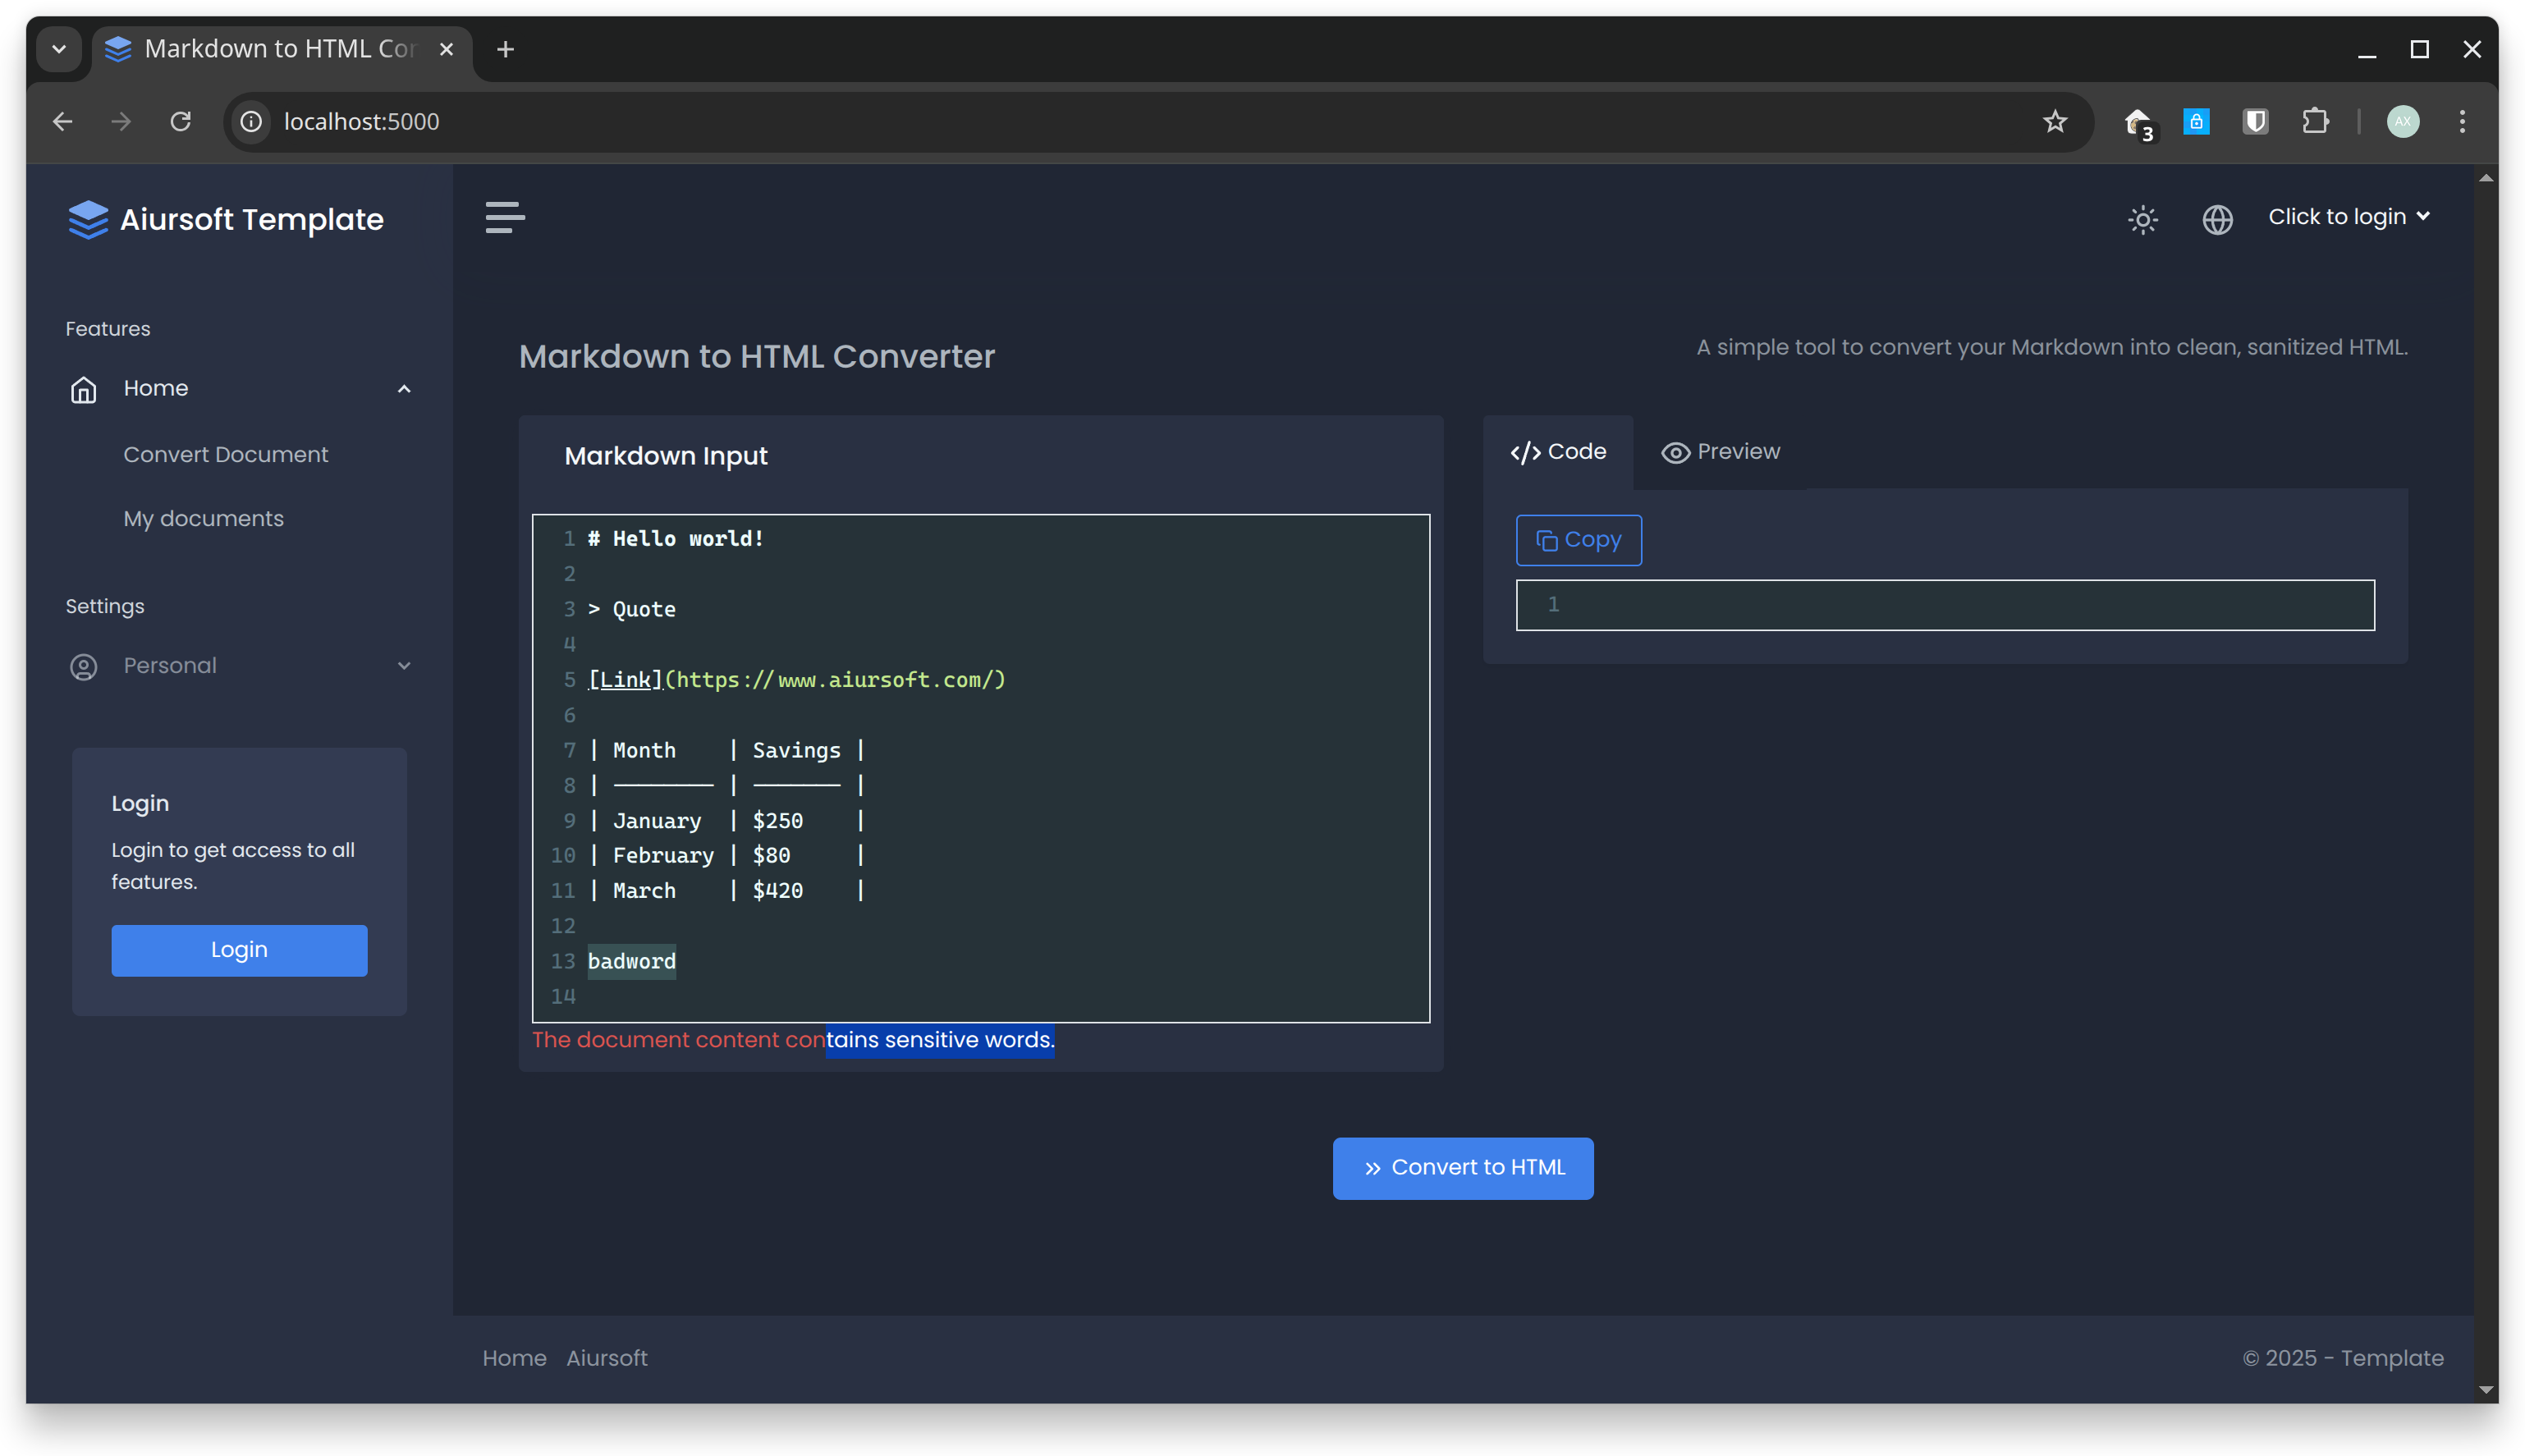 Markdown to HTML Cor
localhost:5000
3
AX
Aiursoft Template
Click to login
Features
Home
Convert Document
My documents
Settings
Personal
Login
Login to get access to all
features.
Login
Markdown to HTML Converter
A simple tool to convert your Markdown into clean, sanitized HTML.
Markdown Input
1 # Hello world!
2
3 > Quote
4
5 [Link](https://www.aiursoft.com/)
6
7 | Month    | Savings |
8 | -------- | ------- |
9 | January  | $250    |
10 | February | $80     |
11 | March    | $420    |
12
13 badword
14
The document content contains sensitive words.
</> Code
Preview
Copy
1
Convert to HTML
Home Aiursoft
© 2025 - Template